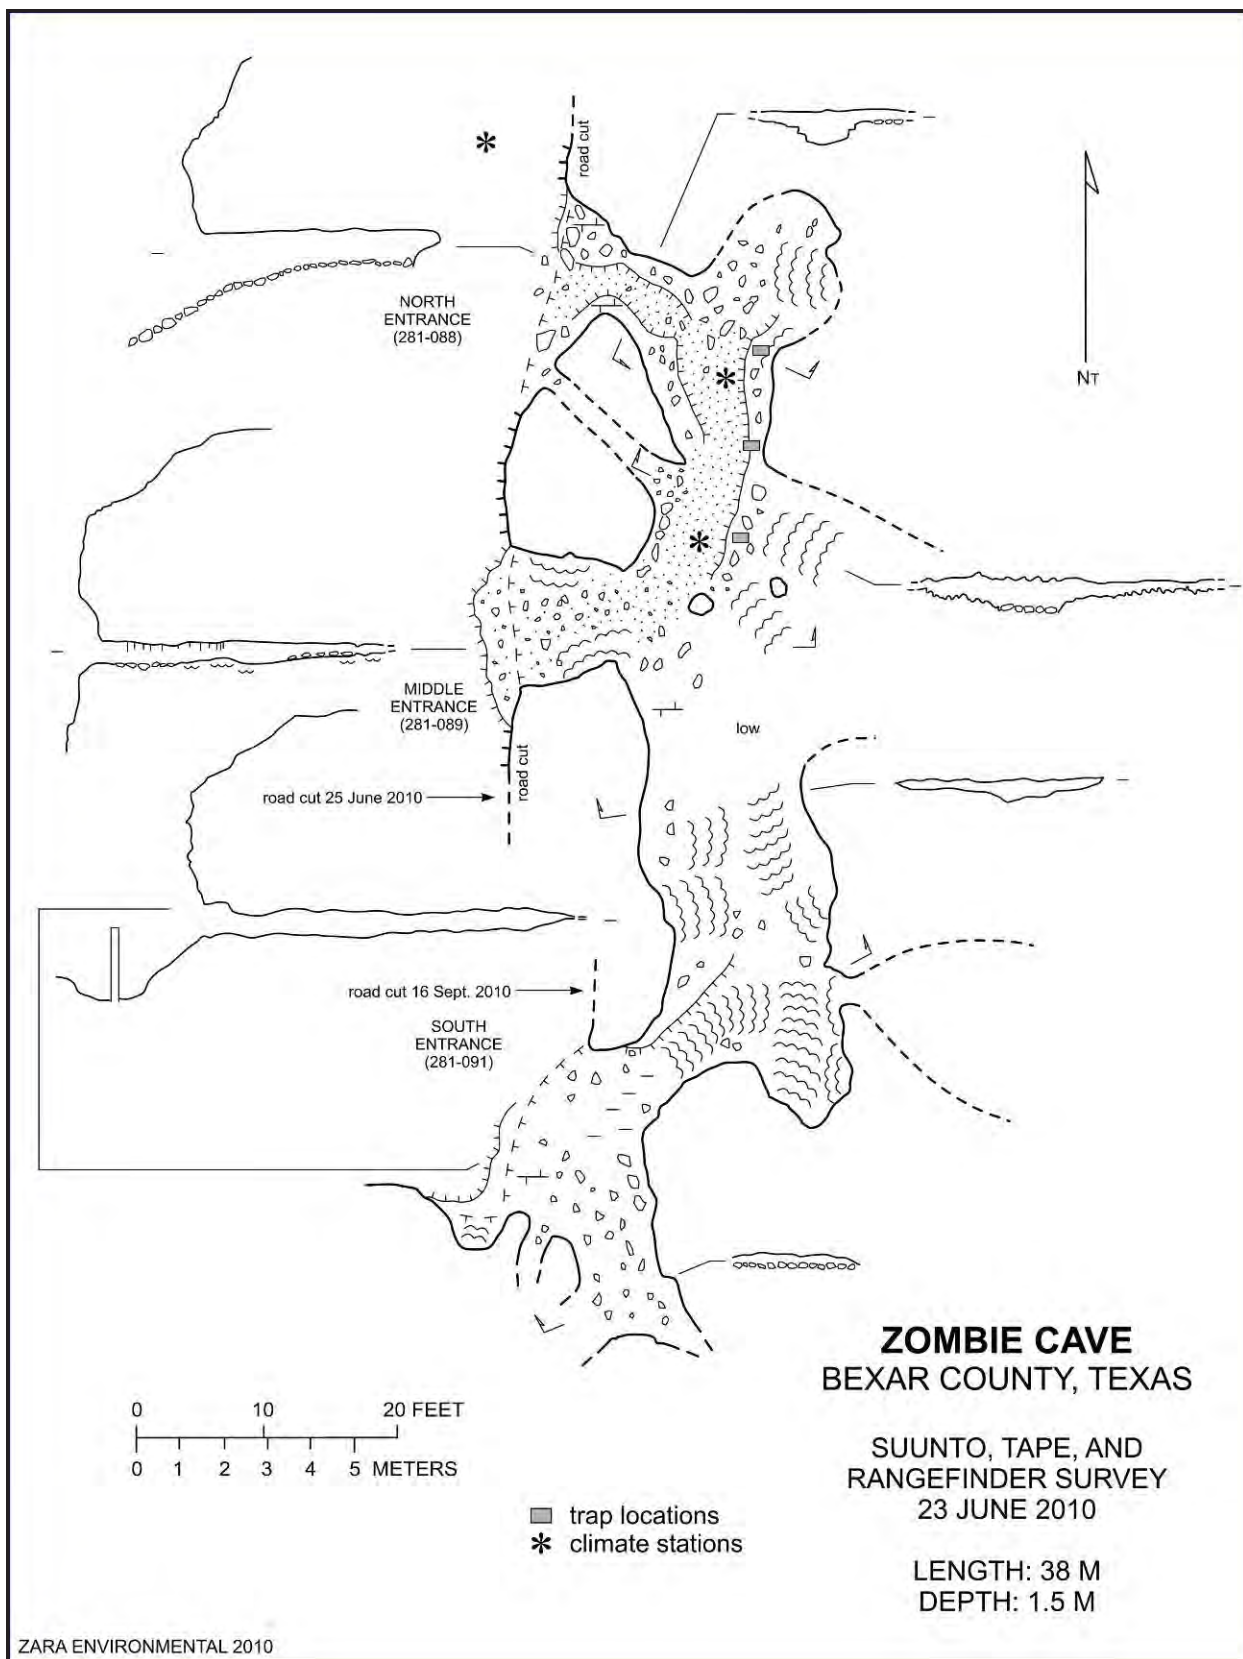 road cut
NORTH
ENTRANCE
(281-088)
NT
MIDDLE
ENTRANCE
(281-089)
low
road cut
road cut 25 June 2010
road cut 16 Sept. 2010
SOUTH
ENTRANCE
(281-091)
ZOMBIE CAVE
BEXAR COUNTY, TEXAS
0 10 20 FEET
0 1 2 3 4 5 METERS
SUUNTO, TAPE, AND
RANGEFINDER SURVEY
23 JUNE 2010
trap locations
climate stations
LENGTH: 38 M
DEPTH: 1.5 M
ZARA ENVIRONMENTAL 2010